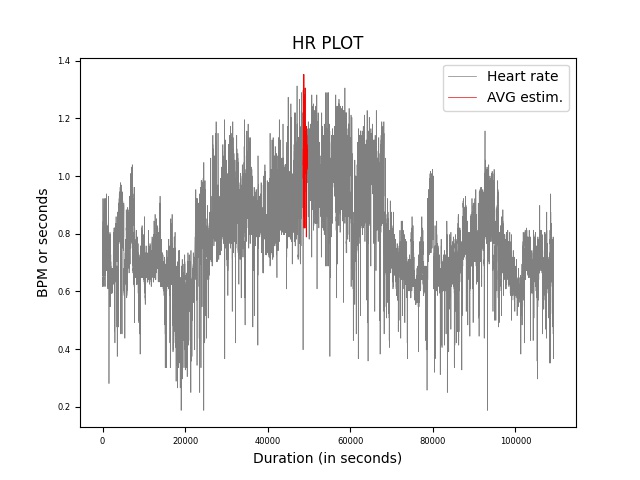 HR PLOT
Heart rate
AVG estim.
BPM or seconds
1.4
1.2
1.0
0.8
0.6
0.4
0.2
0
20000
40000
60000
80000
100000
Duration (in seconds)